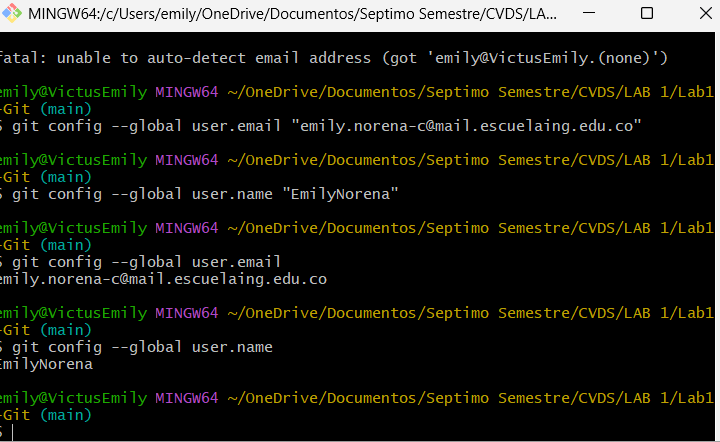 MINGW64:/c/Users/emily/OneDrive/Documentos/Septimo Semestre/CVDS/LA...
fatal: unable to auto-detect email address (got 'emily@VictusEmily.(none)')
emily@VictusEmily MINGW64 ~/OneDrive/Documentos/Septimo Semestre/CVDS/LAB 1/Lab1
-Git (main)
$ git config --global user.email "emily.norena-c@mail.escuelaing.edu.co"
emily@VictusEmily MINGW64 ~/OneDrive/Documentos/Septimo Semestre/CVDS/LAB 1/Lab1
-Git (main)
$ git config --global user.name "EmilyNorena"
emily@VictusEmily MINGW64 ~/OneDrive/Documentos/Septimo Semestre/CVDS/LAB 1/Lab1
-Git (main)
$ git config --global user.email
emily.norena-c@mail.escuelaing.edu.co
emily@VictusEmily MINGW64 ~/OneDrive/Documentos/Septimo Semestre/CVDS/LAB 1/Lab1
-Git (main)
$ git config --global user.name
EmilyNorena
emily@VictusEmily MINGW64 ~/OneDrive/Documentos/Septimo Semestre/CVDS/LAB 1/Lab1
-Git (main)
$